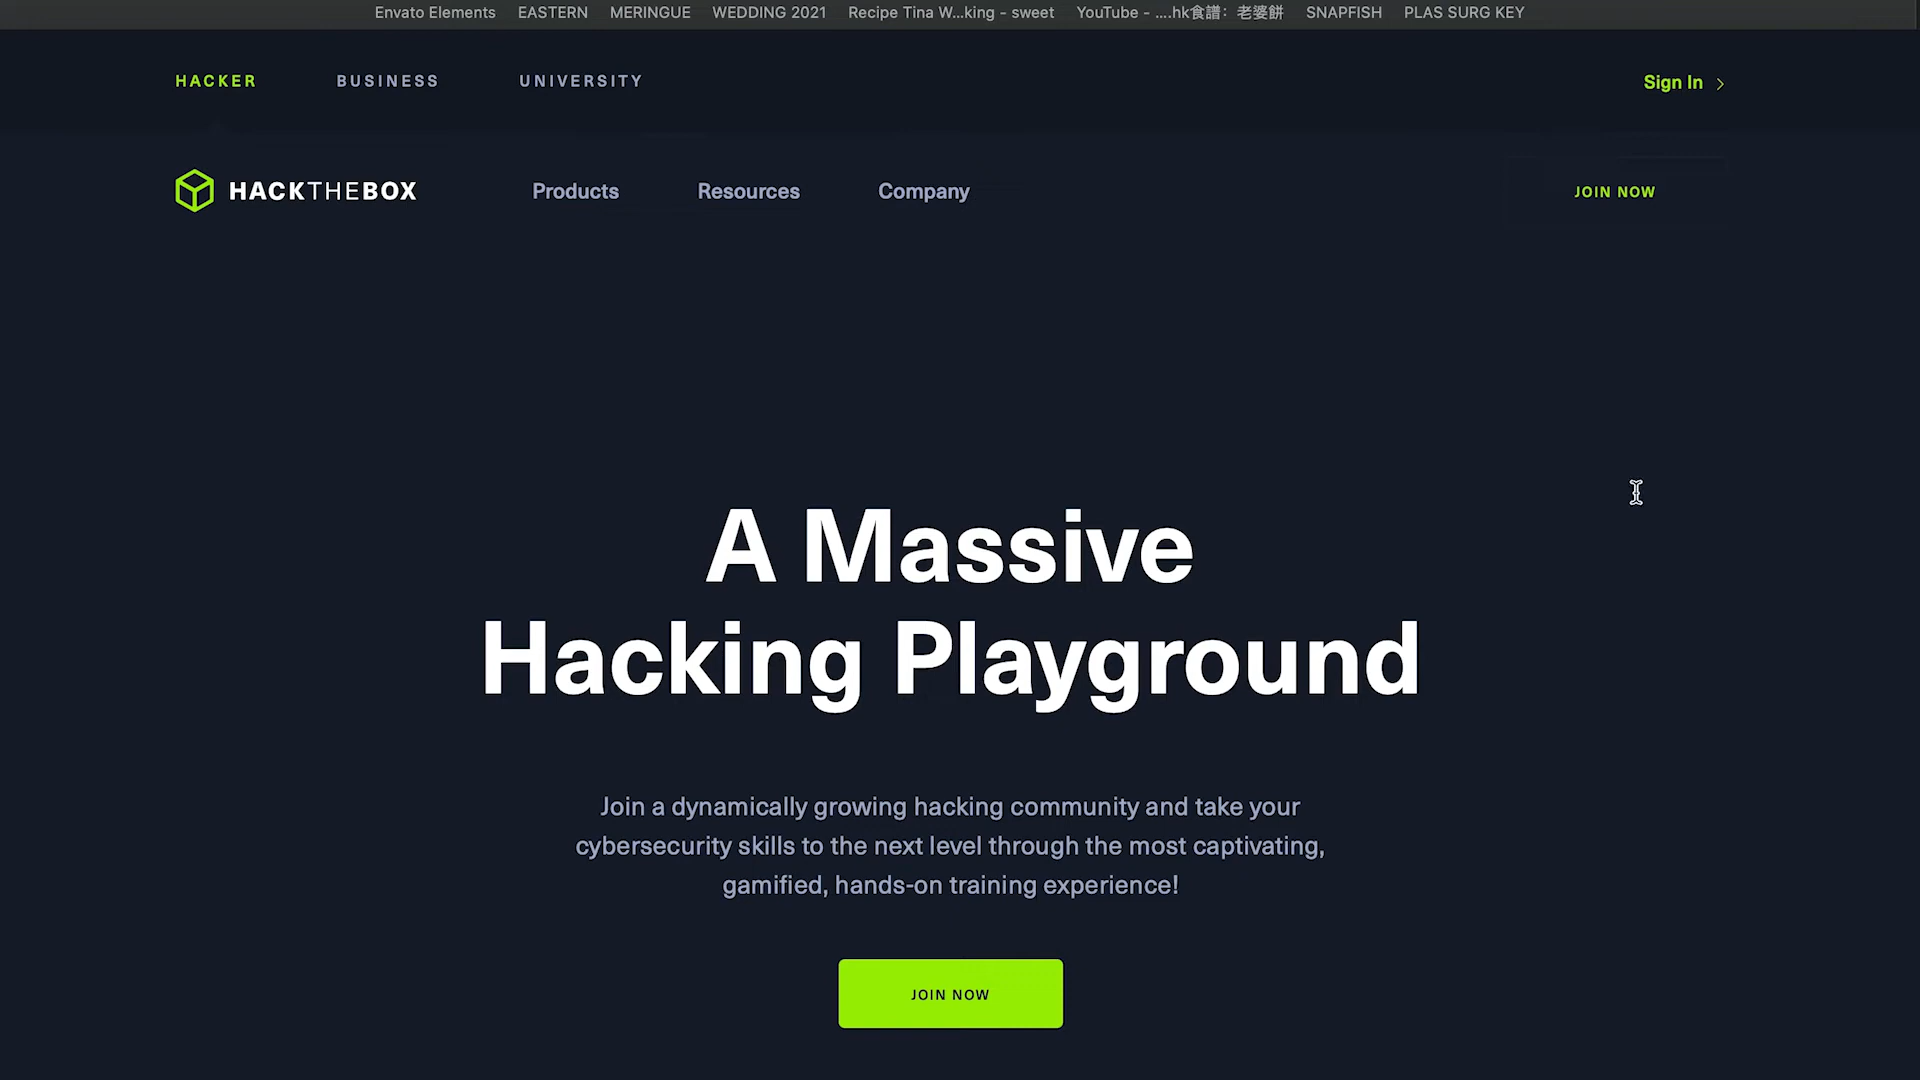 Envato Elements EASTERN MERINGUE WEDDING 2021 Recipe Tina W...king - sweet YouTube - ....hk食譜：老婆餅 SNAPFISH PLAS SURG KEY
HACKER BUSINESS UNIVERSITY Sign In
HACKTHEBOX Products Resources Company JOIN NOW
A Massive
Hacking Playground
Join a dynamically growing hacking community and take your
cybersecurity skills to the next level through the most captivating,
gamified, hands-on training experience!
JOIN NOW